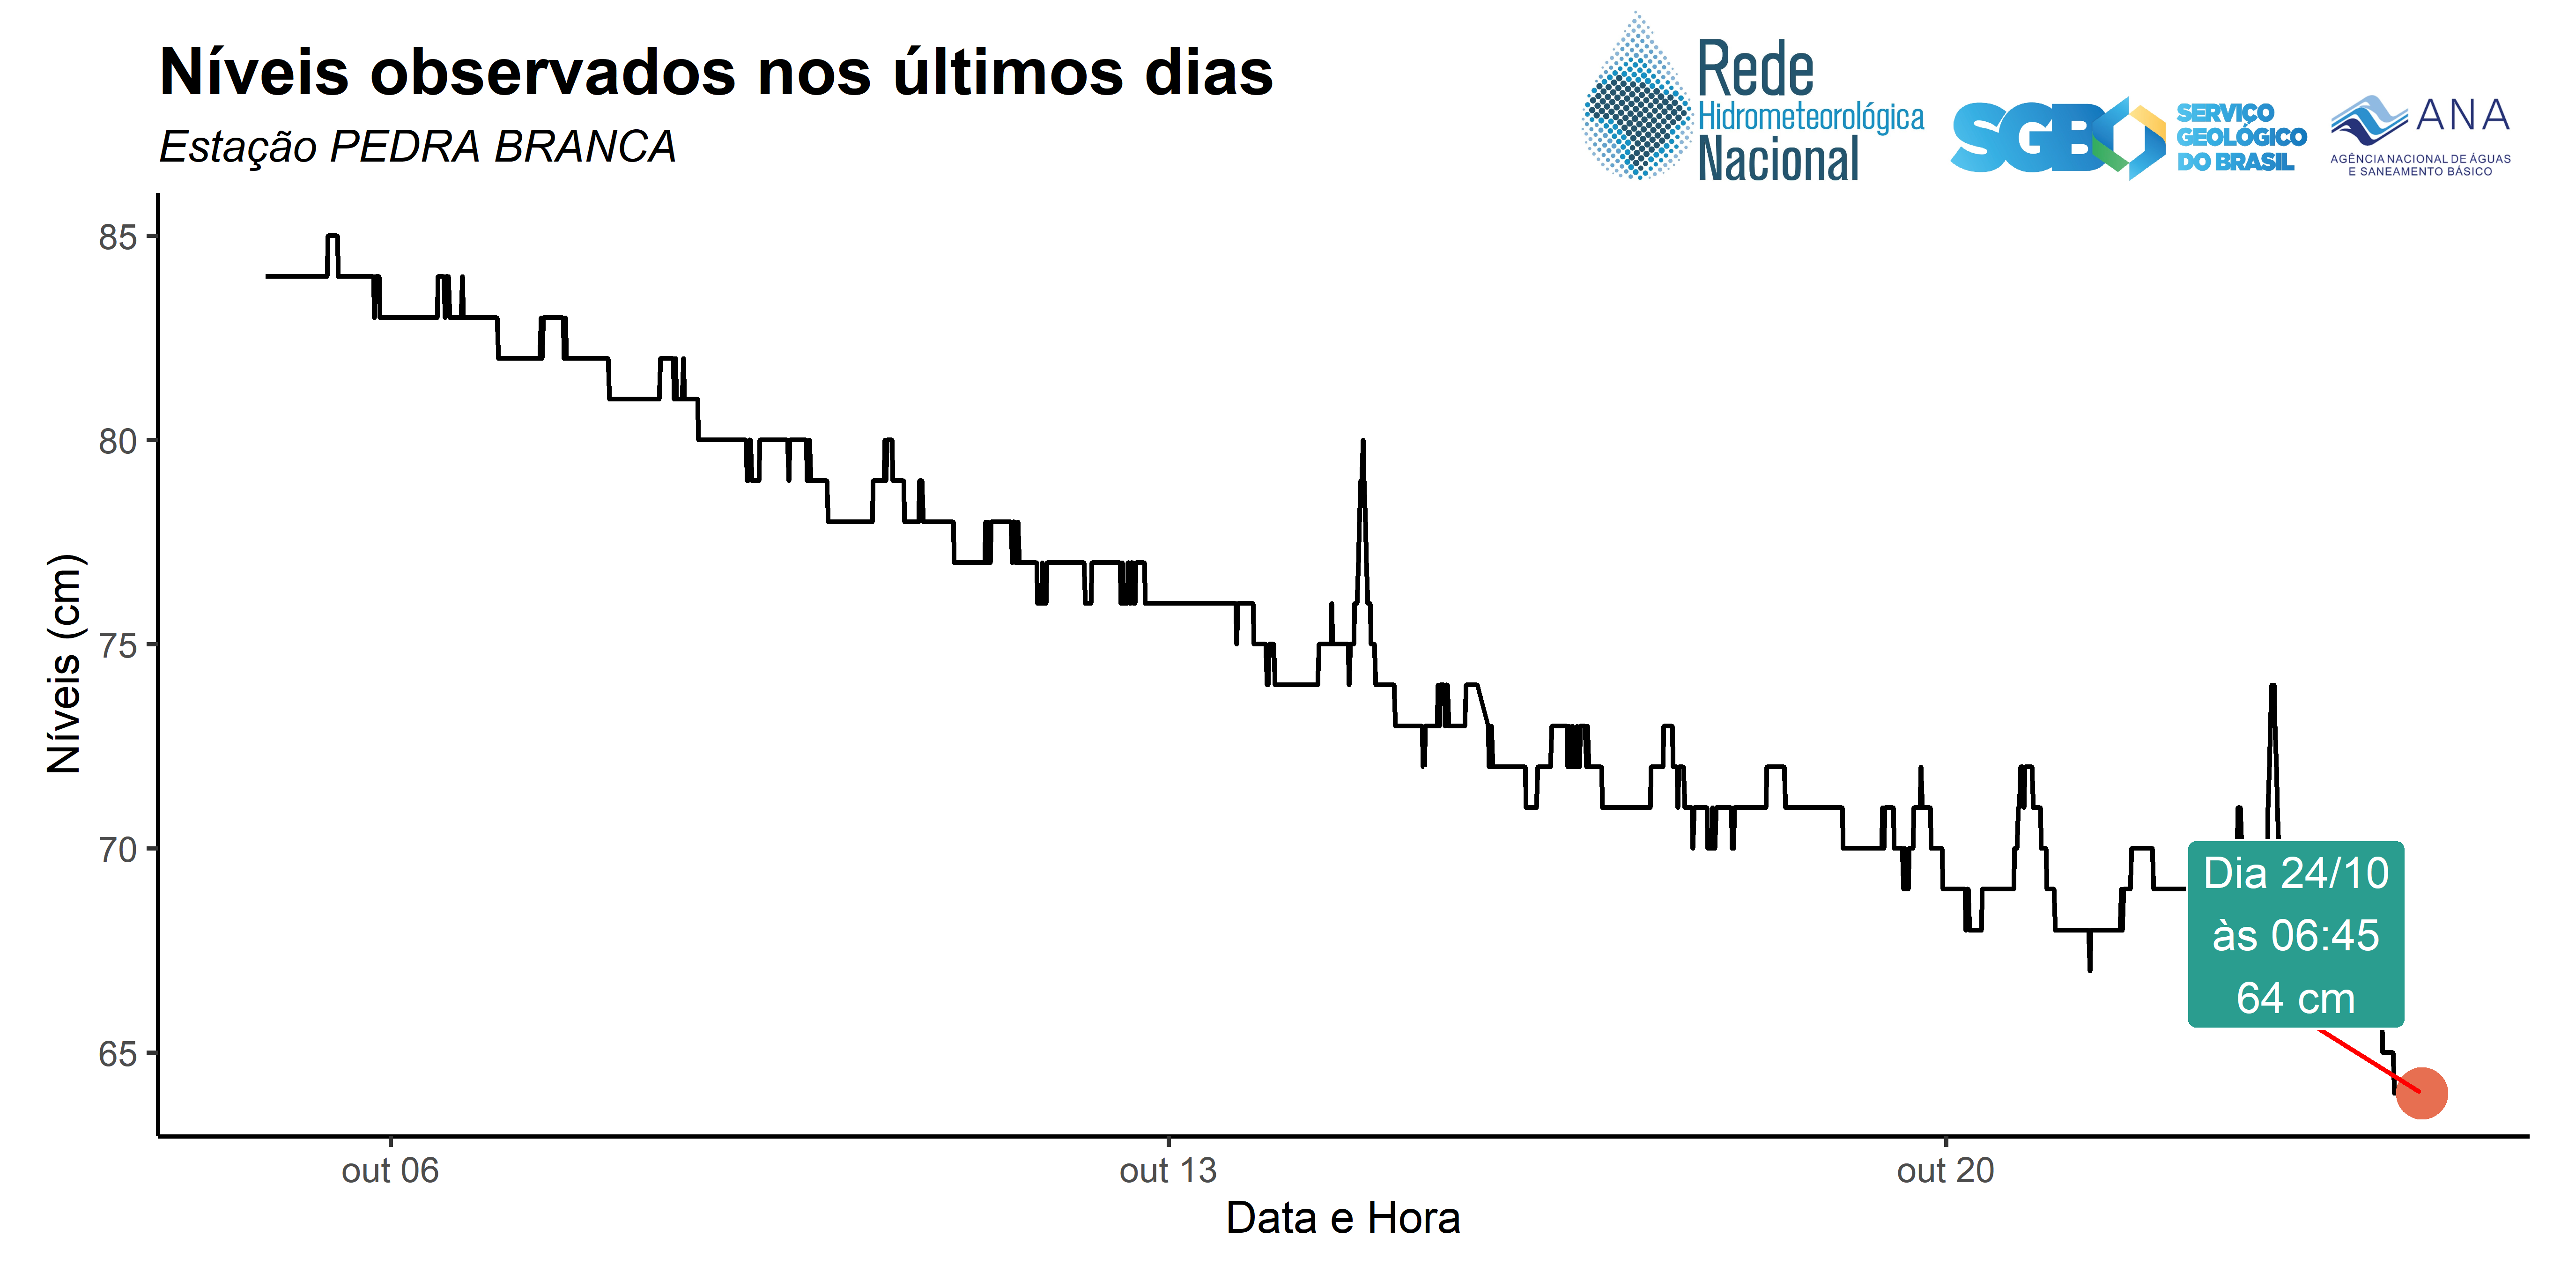 Níveis observados nos últimos dias
Estação PEDRA BRANCA
Rede
Hidrometeorológica
Nacional
SGB
SERVIÇO
GEOLÓGICO
DO BRASIL
ANA
AGÊNCIA NACIONAL DE ÁGUAS
E SANEAMENTO BÁSICO
Níveis (cm)
85
80
75
70
65
Dia 24/10
às 06:45
64 cm
out 06
out 13
out 20
Data e Hora